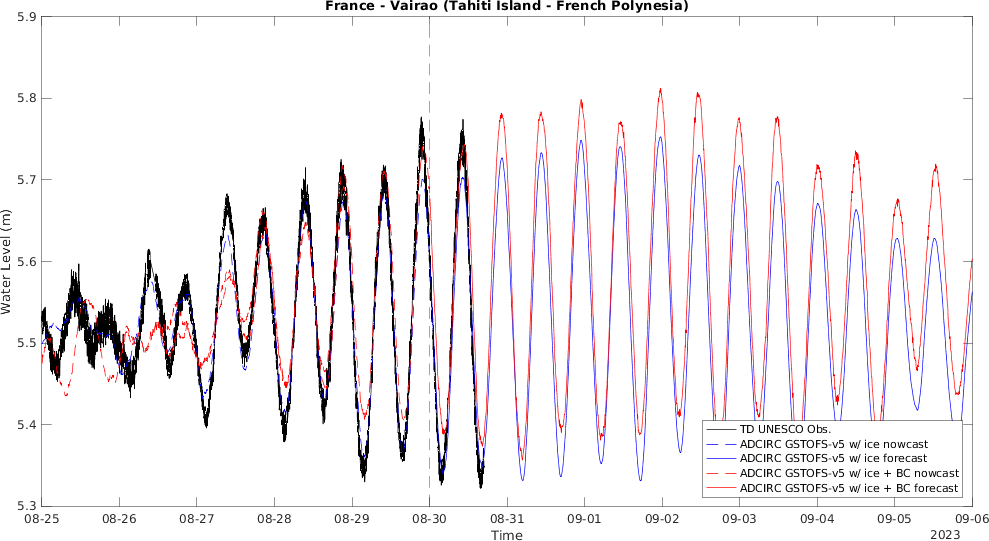 France - Vairao (Tahiti Island - French Polynesia)
5.9
5.8
5.7
5.6
5.5
5.4
5.3
Water Level (m)
TD UNESCO Obs.
ADCIRC GSTOFS-v5 w/ ice nowcast
ADCIRC GSTOFS-v5 w/ ice forecast
ADCIRC GSTOFS-v5 w/ ice + BC nowcast
ADCIRC GSTOFS-v5 w/ ice + BC forecast
08-25 08-26 08-27 08-28 08-29 08-30 08-31 09-01 09-02 09-03 09-04 09-05 09-06
Time
2023